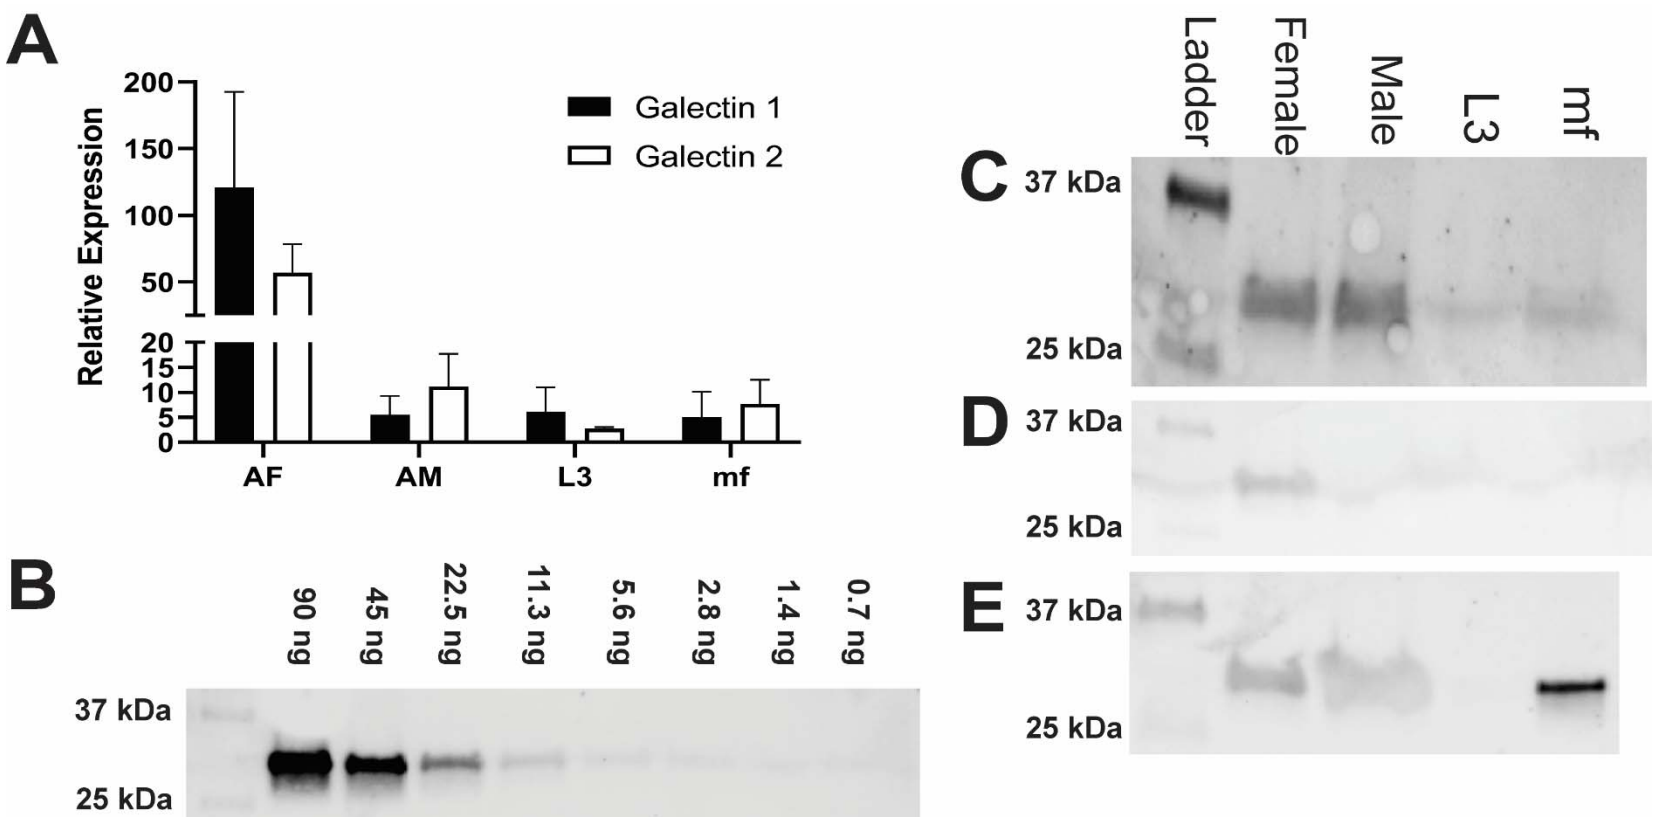 A
200
150
100
50
20
15
10
5
0
Relative Expression
Galectin 1
Galectin 2
AF AM L3 mf
B
90 ng 45 ng 22.5 ng 11.3 ng 5.6 ng 2.8 ng 1.4 ng 0.7 ng
37 kDa
25 kDa
Ladder Female Male L3 mf
C
37 kDa
25 kDa
D
37 kDa
25 kDa
E
37 kDa
25 kDa